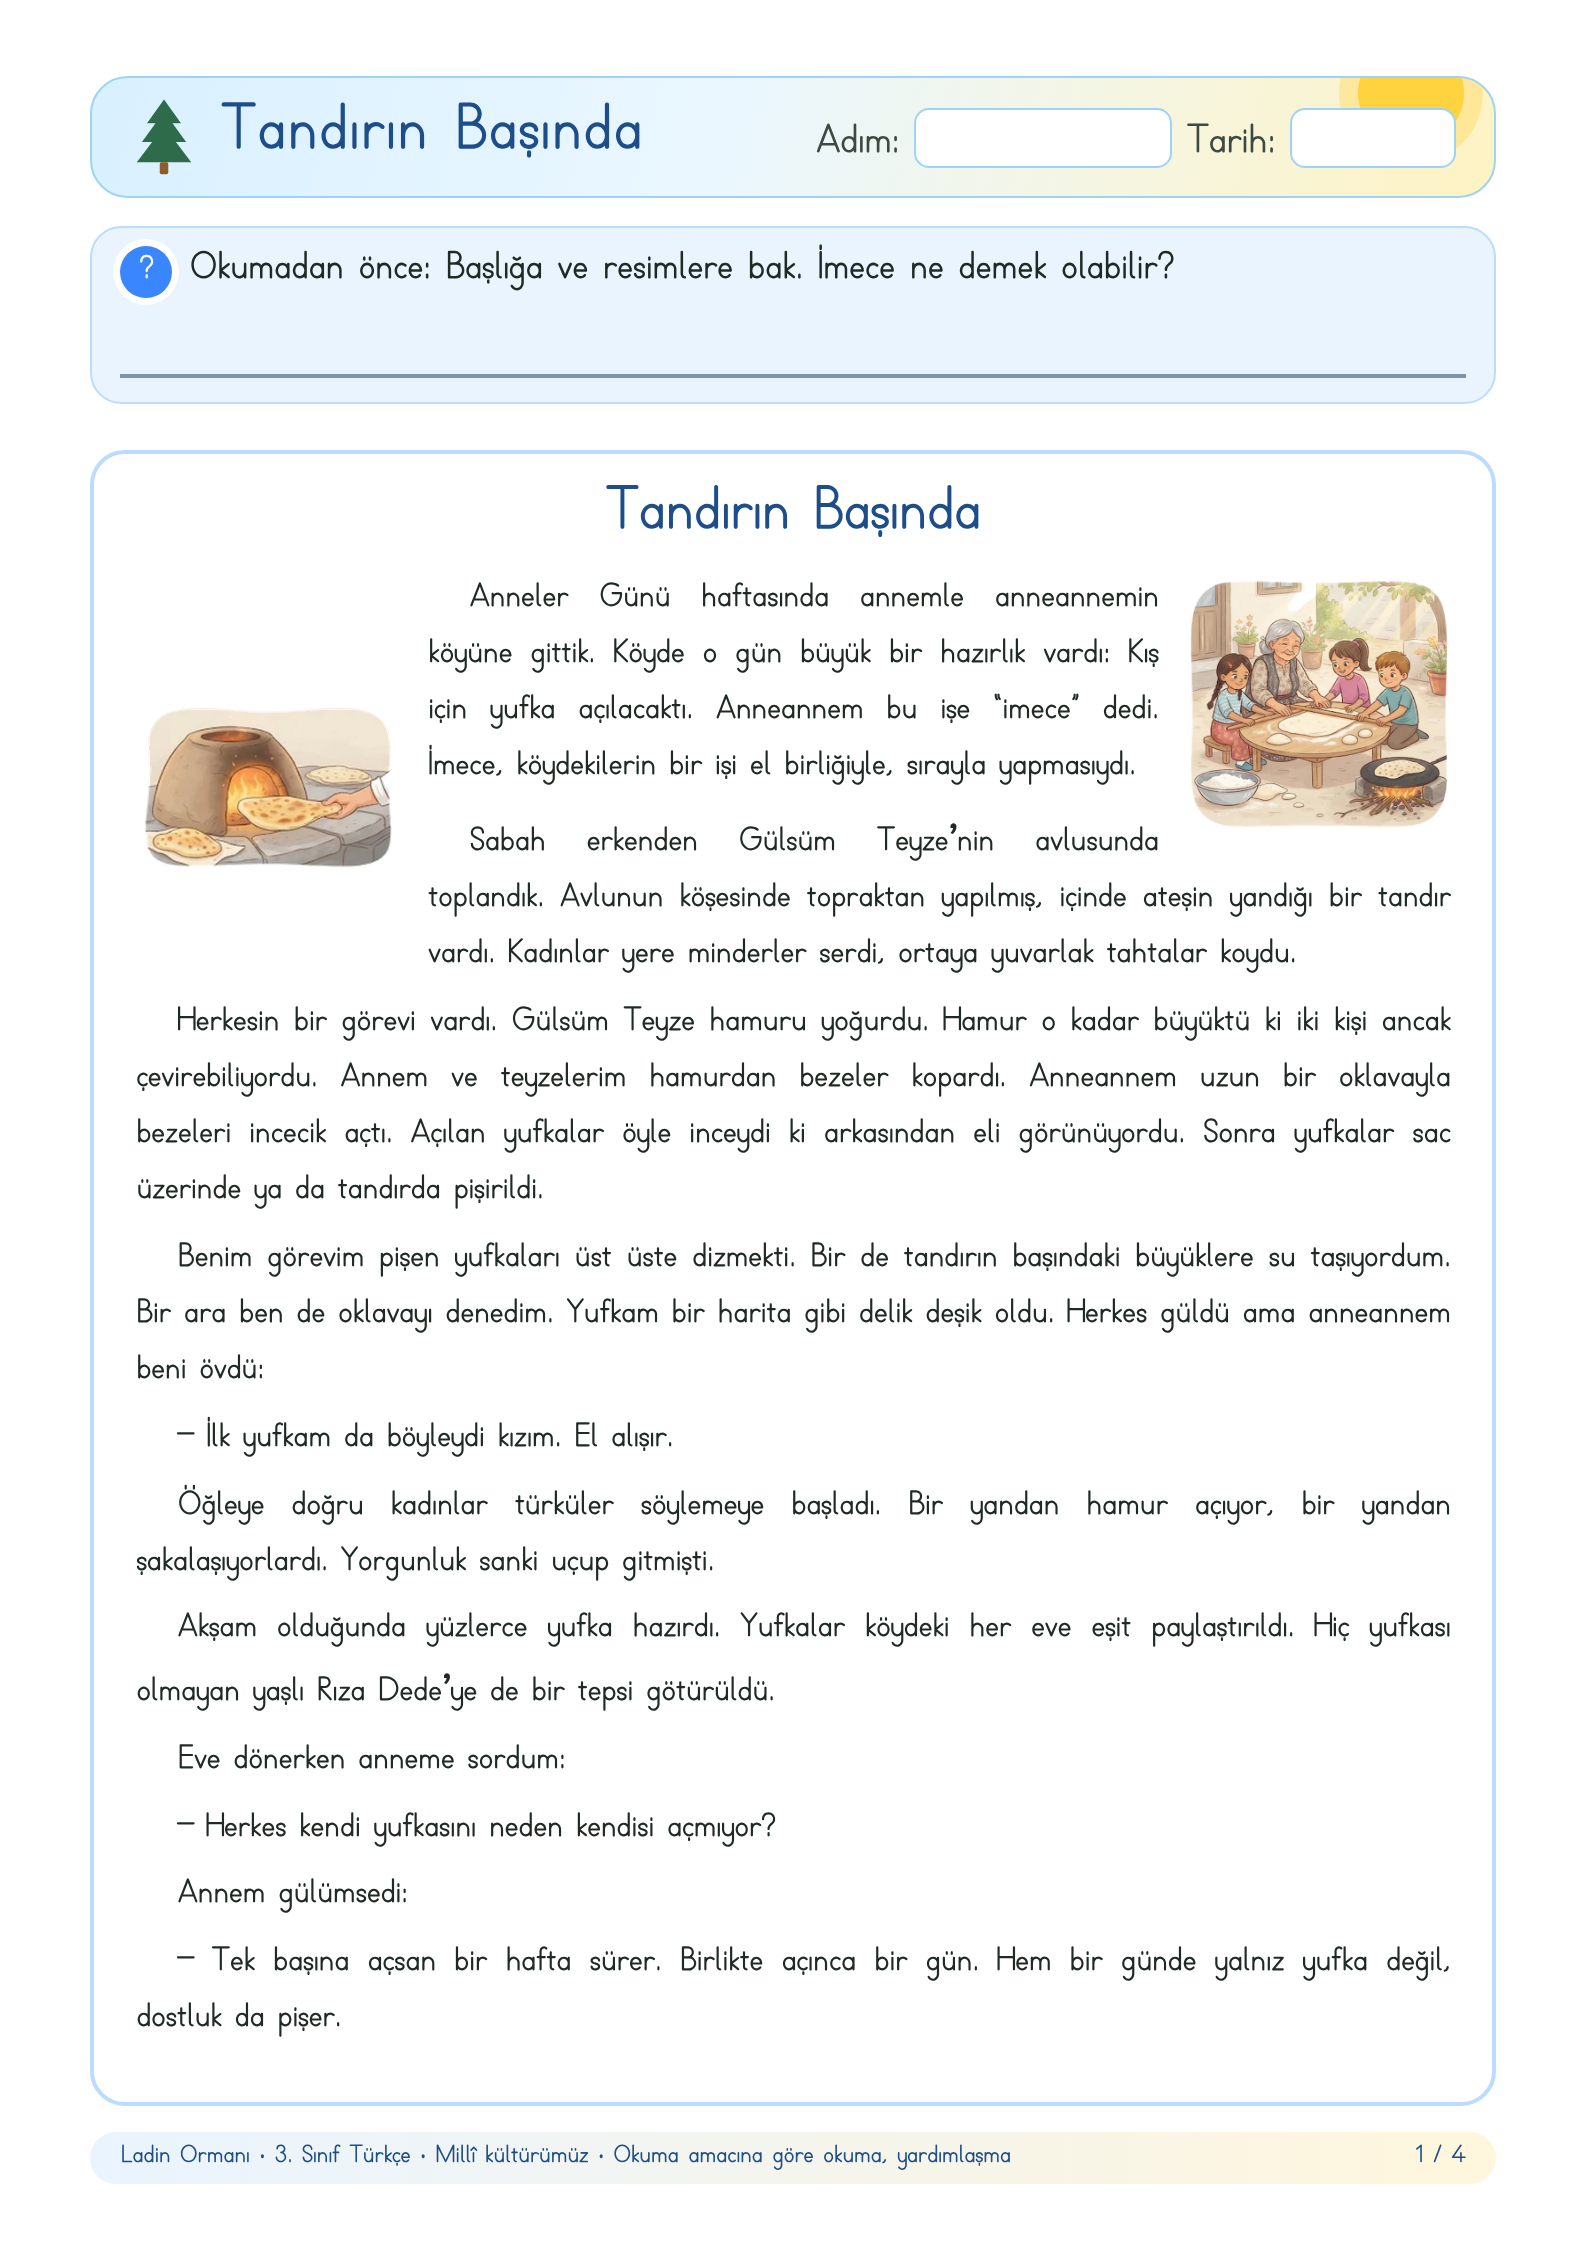 Tandırın Başında
Adım:
Tarih:
? Okumadan önce: Başlığa ve resimlere bak. İmece ne demek olabilir?
Tandırın Başında
Anneler Günü haftasında annemle anneannemin
köyüne gittik. Köyde o gün büyük bir hazırlık vardı: Kış
için yufka açılacaktı. Anneannem bu işe “imece” dedi.
İmece, köydekilerin bir işi el birliğiyle, sırayla yapmasıydı.
Sabah erkenden Gülsüm Teyze’nin avlusunda
toplandık. Avlunun köşesinde topraktan yapılmış, içinde ateşin yandığı bir tandır
vardı. Kadınlar yere minderler serdi, ortaya yuvarlak tahtalar koydu.
Herkesin bir görevi vardı. Gülsüm Teyze hamuru yoğurdu. Hamur o kadar büyüktü ki iki kişi ancak
çevirebiliyordu. Annem ve teyzelerim hamurdan bezeler kopardı. Anneannem uzun bir oklavayla
bezeleri incecik açtı. Açılan yufkalar öyle inceydi ki arkasından eli görünüyordu. Sonra yufkalar sac
üzerinde ya da tandırda pişirildi.
Benim görevim pişen yufkaları üst üste dizmekti. Bir de tandırın başındaki büyüklere su taşıyordum.
Bir ara ben de oklavayı denedim. Yufkam bir harita gibi delik deşik oldu. Herkes güldü ama anneannem
beni övdü:
– İlk yufkam da böyleydi kızım. El alışır.
Öğleye doğru kadınlar türküler söylemeye başladı. Bir yandan hamur açıyor, bir yandan
şakalaşıyorlardı. Yorgunluk sanki uçup gitmişti.
Akşam olduğunda yüzlerce yufka hazırdı. Yufkalar köydeki her eve eşit paylaştırıldı. Hiç yufkası
olmayan yaşlı Rıza Dede’ye de bir tepsi götürüldü.
Eve dönerken anneme sordum:
– Herkes kendi yufkasını neden kendisi açmıyor?
Annem gülümsedi:
– Tek başına açsan bir hafta sürer. Birlikte açınca bir gün. Hem bir günde yalnız yufka değil,
dostluk da pişer.
Ladin Ormanı • 3. Sınıf Türkçe • Millî kültürümüz • Okuma amacına göre okuma, yardımlaşma
1 / 4